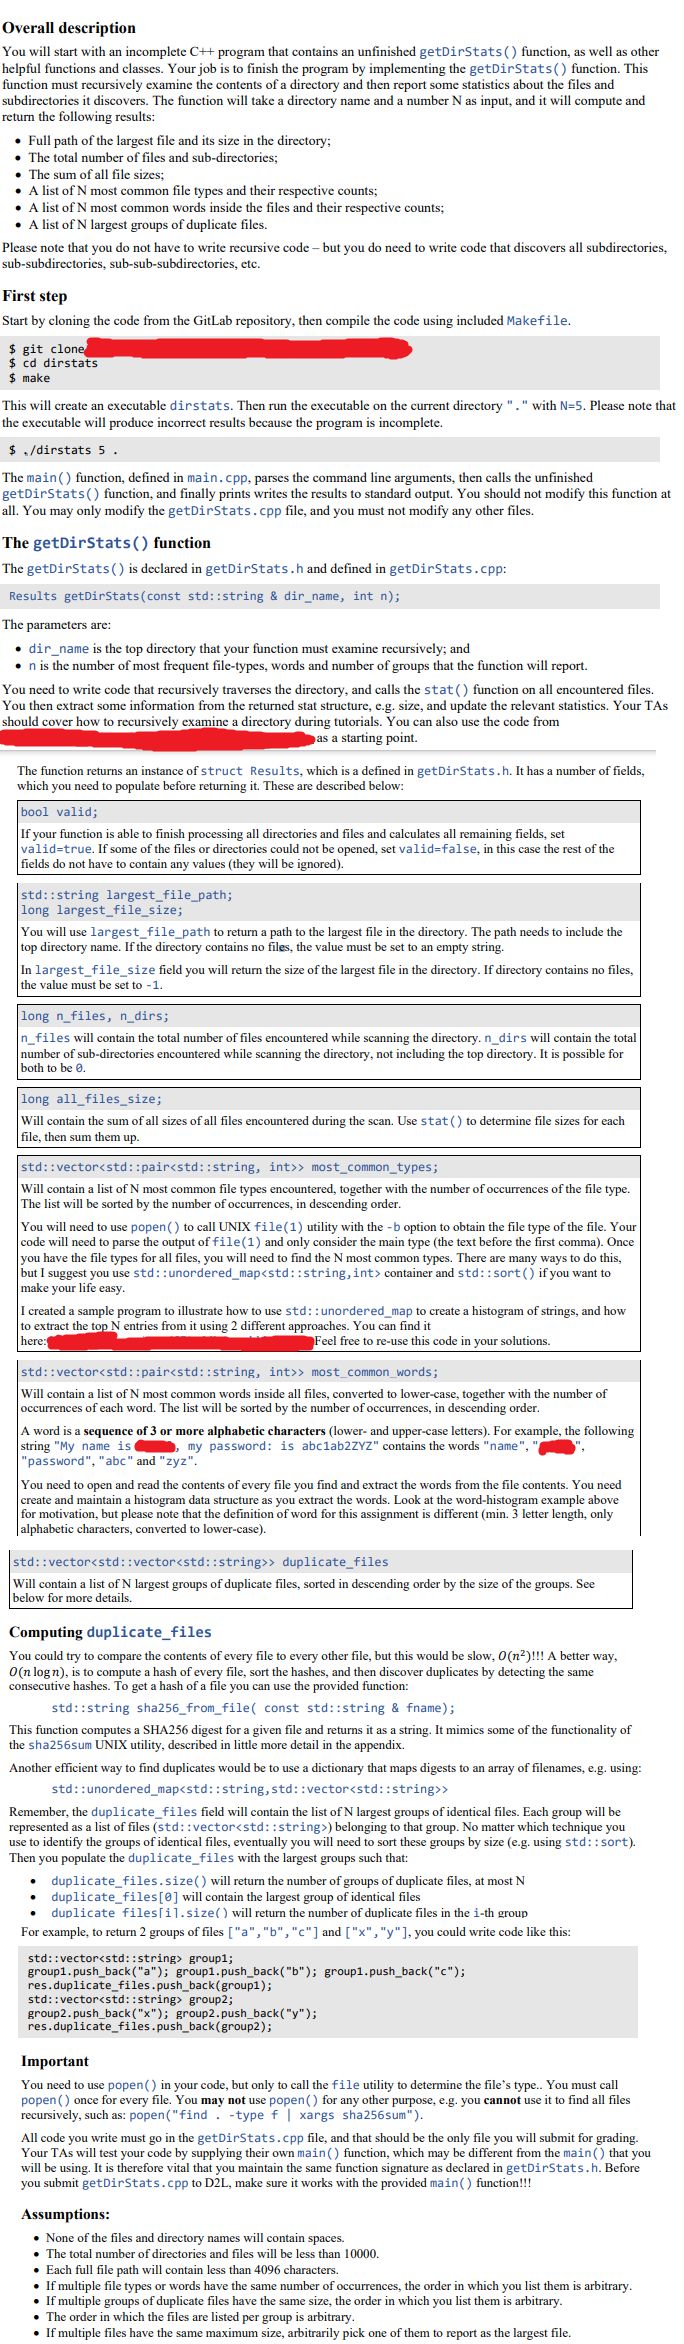 Overall description
You will start with an incomplete C++ program that contains an unfinished getDirStats() function, as well as other
helpful functions and classes. Your job is to finish the program by implementing the getDirStats() function. This
function must recursively examine the contents of a directory and then report some statistics about the files and
subdirectories it discovers. The function will take a directory name and a number N as input, and it will compute and
return the following results:
• Full path of the largest file and its size in the directory;
• The total number of files and sub-directories;
• The sum of all file sizes;
• A list of N most common file types and their respective counts;
• A list of N most common words inside the files and their respective counts;
• A list of N largest groups of duplicate files.
Please note that you do not have to write recursive code – but you do need to write code that discovers all subdirectories,
sub-subdirectories, sub-sub-subdirectories, etc.
First step
Start by cloning the code from the GitLab repository, then compile the code using included Makefile.
$ git clone
$ cd dirstats
$ make
This will create an executable dirstats. Then run the executable on the current directory "." with N=5. Please note that
the executable will produce incorrect results because the program is incomplete.
$ ./dirstats 5 .
The main() function, defined in main.cpp, parses the command line arguments, then calls the unfinished
getDirStats() function, and finally prints writes the results to standard output. You should not modify this function at
all. You may only modify the getDirStats.cpp file, and you must not modify any other files.
The getDirStats() function
The getDirStats() is declared in getDirStats.h and defined in getDirStats.cpp:
Results getDirStats(const std::string & dir_name, int n);
The parameters are:
• dir_name is the top directory that your function must examine recursively; and
• n is the number of most frequent file-types, words and number of groups that the function will report.
You need to write code that recursively traverses the directory, and calls the stat() function on all encountered files.
You then extract some information from the returned stat structure, e.g. size, and update the relevant statistics. Your TAs
should cover how to recursively examine a directory during tutorials. You can also use the code from
as a starting point.
The function returns an instance of struct Results, which is a defined in getDirStats.h. It has a number of fields,
which you need to populate before returning it. These are described below:
bool valid;
If your function is able to finish processing all directories and files and calculates all remaining fields, set
valid=true. If some of the files or directories could not be opened, set valid=false, in this case the rest of the
fields do not have to contain any values (they will be ignored).
std::string largest_file_path;
long largest_file_size;
You will use largest_file_path to return a path to the largest file in the directory. The path needs to include the
top directory name. If the directory contains no files, the value must be set to an empty string.
In largest_file_size field you will return the size of the largest file in the directory. If directory contains no files,
the value must be set to -1.
long n_files, n_dirs;
n_files will contain the total number of files encountered while scanning the directory. n_dirs will contain the total
number of sub-directories encountered while scanning the directory, not including the top directory. It is possible for
both to be 0.
long all_files_size;
Will contain the sum of all sizes of all files encountered during the scan. Use stat() to determine file sizes for each
file, then sum them up.
std::vector<std::pair<std::string, int>> most_common_types;
Will contain a list of N most common file types encountered, together with the number of occurrences of the file type.
The list will be sorted by the number of occurrences, in descending order.
You will need to use popen() to call UNIX file(1) utility with the -b option to obtain the file type of the file. Your
code will need to parse the output of file(1) and only consider the main type (the text before the first comma). Once
you have the file types for all files, you will need to find the N most common types. There are many ways to do this,
but I suggest you use std::unordered_map<std::string,int> container and std::sort() if you want to
make your life easy.
I created a sample program to illustrate how to use std::unordered_map to create a histogram of strings, and how
to extract the top N entries from it using 2 different approaches. You can find it
here: Feel free to re-use this code in your solutions.
std::vector<std::pair<std::string, int>> most_common_words;
Will contain a list of N most common words inside all files, converted to lower-case, together with the number of
occurrences of each word. The list will be sorted by the number of occurrences, in descending order.
A word is a sequence of 3 or more alphabetic characters (lower- and upper-case letters). For example, the following
string "My name is , my password: is abc1ab2ZYZ" contains the words "name", " ",
"password", "abc" and "zyz".
You need to open and read the contents of every file you find and extract the words from the file contents. You need
create and maintain a histogram data structure as you extract the words. Look at the word-histogram example above
for motivation, but please note that the definition of word for this assignment is different (min. 3 letter length, only
alphabetic characters, converted to lower-case).
std::vector<std::vector<std::string>> duplicate_files
Will contain a list of N largest groups of duplicate files, sorted in descending order by the size of the groups. See
below for more details.
Computing duplicate_files
You could try to compare the contents of every file to every other file, but this would be slow, O(n²)!!! A better way,
O(n log n), is to compute a hash of every file, sort the hashes, and then discover duplicates by detecting the same
consecutive hashes. To get a hash of a file you can use the provided function:
std::string sha256_from_file( const std::string & fname);
This function computes a SHA256 digest for a given file and returns it as a string. It mimics some of the functionality of
the sha256sum UNIX utility, described in little more detail in the appendix.
Another efficient way to find duplicates would be to use a dictionary that maps digests to an array of filenames, e.g. using:
std::unordered_map<std::string,std::vector<std::string>>
Remember, the duplicate_files field will contain the list of N largest groups of identical files. Each group will be
represented as a list of files (std::vector<std::string>) belonging to that group. No matter which technique you
use to identify the groups of identical files, eventually you will need to sort these groups by size (e.g. using std::sort).
Then you populate the duplicate_files with the largest groups such that:
• duplicate_files.size() will return the number of groups of duplicate files, at most N
• duplicate_files[0] will contain the largest group of identical files
• duplicate_files[i].size() will return the number of duplicate files in the i-th group
For example, to return 2 groups of files ["a","b","c"] and ["x","y"], you could write code like this:
std::vector<std::string> group1;
group1.push_back("a"); group1.push_back("b"); group1.push_back("c");
res.duplicate_files.push_back(group1);
std::vector<std::string> group2;
group2.push_back("x"); group2.push_back("y");
res.duplicate_files.push_back(group2);
Important
You need to use popen() in your code, but only to call the file utility to determine the file's type.. You must call
popen() once for every file. You may not use popen() for any other purpose, e.g. you cannot use it to find all files
recursively, such as: popen("find . -type f | xargs sha256sum").
All code you write must go in the getDirStats.cpp file, and that should be the only file you will submit for grading.
Your TAs will test your code by supplying their own main() function, which may be different from the main() that you
will be using. It is therefore vital that you maintain the same function signature as declared in getDirStats.h. Before
you submit getDirStats.cpp to D2L, make sure it works with the provided main() function!!!
Assumptions:
• None of the files and directory names will contain spaces.
• The total number of directories and files will be less than 10000.
• Each full file path will contain less than 4096 characters.
• If multiple file types or words have the same number of occurrences, the order in which you list them is arbitrary.
• If multiple groups of duplicate files have the same size, the order in which you list them is arbitrary.
• The order in which the files are listed per group is arbitrary.
• If multiple files have the same maximum size, arbitrarily pick one of them to report as the largest file.